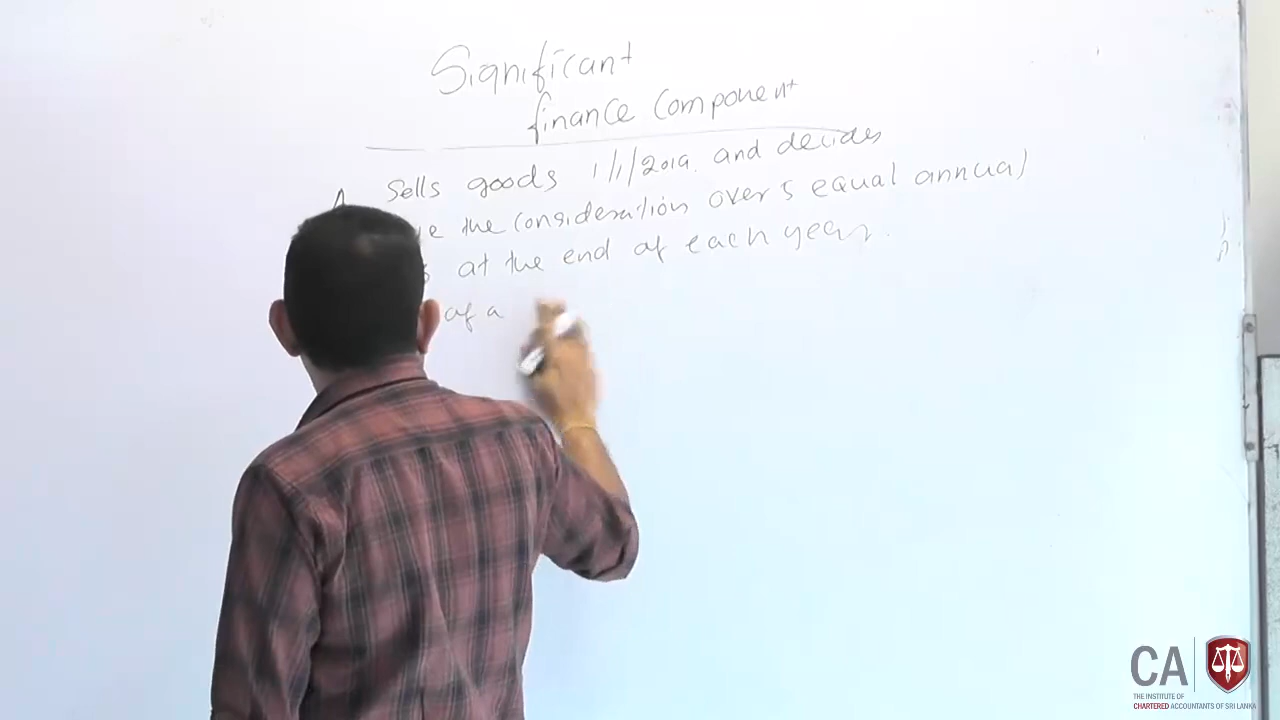 Significant
finance component
A sells goods 1/1/2019. and decides
the consideration over 5 equal annual
at the end of each year.
of a
CA
THE INSTITUTE OF
CHARTERED ACCOUNTANTS OF SRI LANKA